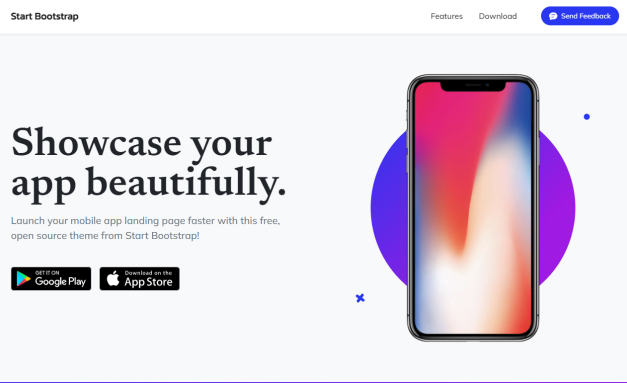 Start Bootstrap
Features
Download
Send Feedback
Showcase your
app beautifully.
Launch your mobile app landing page faster with this free,
open source theme from Start Bootstrap!
GET IT ON
Google Play
Download on the
App Store